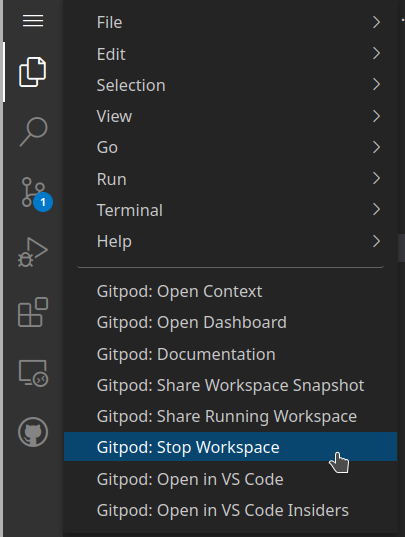 File
Edit
Selection
View
Go
Run
1
Terminal
Help
Gitpod: Open Context
Gitpod: Open Dashboard
Gitpod: Documentation
Gitpod: Share Workspace Snapshot
Gitpod: Share Running Workspace
Gitpod: Stop Workspace
Gitpod: Open in VS Code
Gitpod: Open in VS Code Insiders